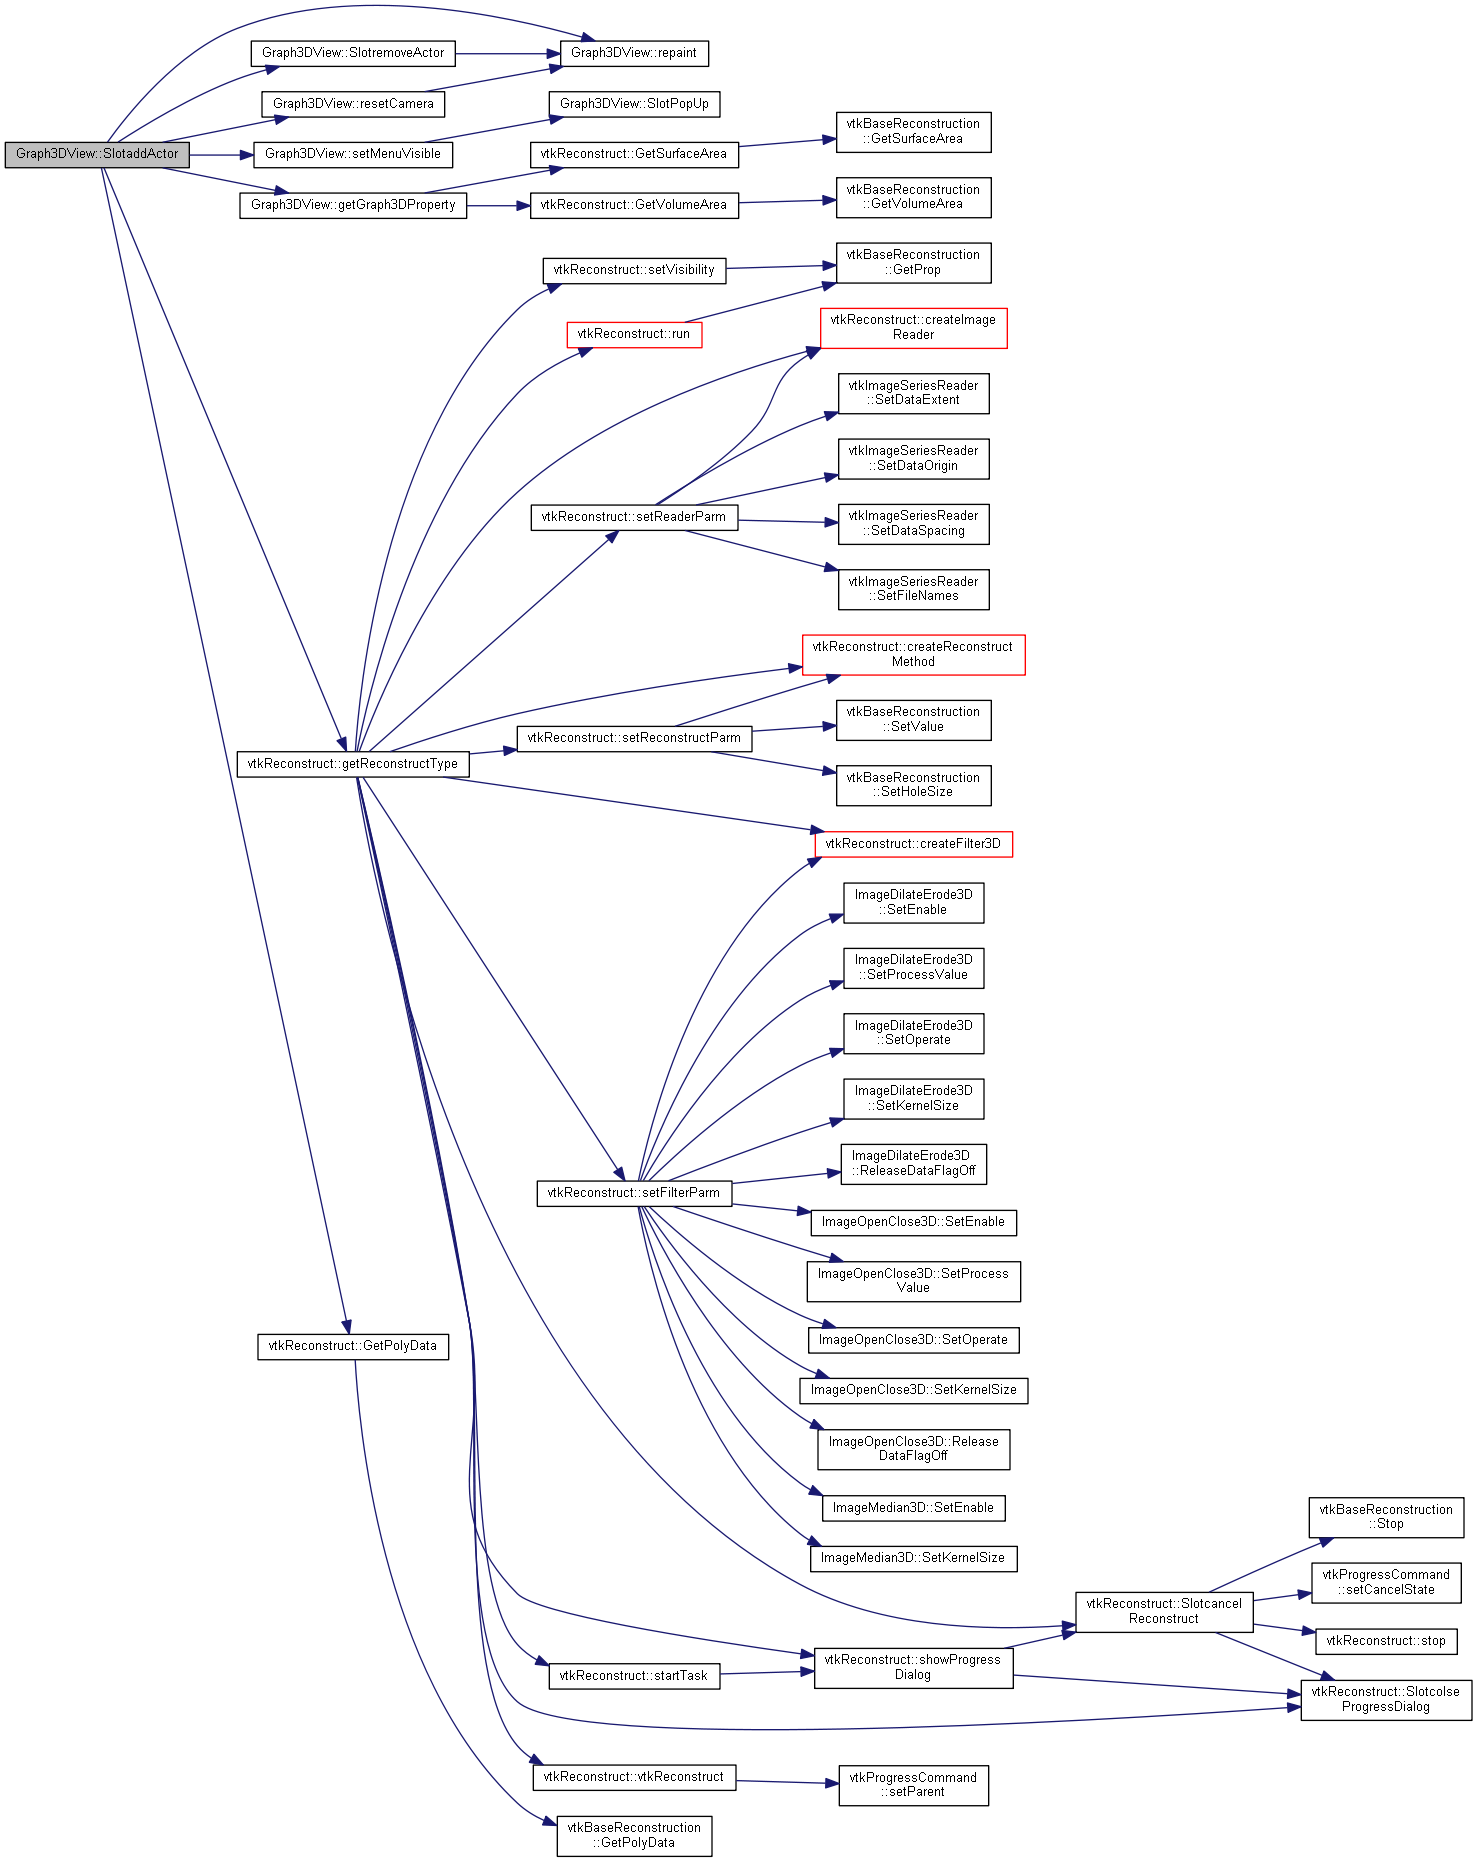 Graph3DView::SlotaddActor
Graph3DView::SlotremoveActor
Graph3DView::repaint
Graph3DView::resetCamera
Graph3DView::setMenuVisible
Graph3DView::SlotPopUp
Graph3DView::getGraph3DProperty
vtkReconstruct::GetSurfaceArea
vtkBaseReconstruction
::GetSurfaceArea
vtkReconstruct::GetVolumeArea
vtkBaseReconstruction
::GetVolumeArea
vtkReconstruct::getReconstructType
vtkReconstruct::setVisibility
vtkBaseReconstruction
::GetProp
vtkReconstruct::run
vtkReconstruct::createImage
Reader
vtkReconstruct::setReaderParm
vtkImageSeriesReader
::SetDataExtent
vtkImageSeriesReader
::SetDataOrigin
vtkImageSeriesReader
::SetDataSpacing
vtkImageSeriesReader
::SetFileNames
vtkReconstruct::createReconstruct
Method
vtkReconstruct::setReconstructParm
vtkBaseReconstruction
::SetValue
vtkBaseReconstruction
::SetHoleSize
vtkReconstruct::createFilter3D
vtkReconstruct::setFilterParm
ImageDilateErode3D
::SetEnable
ImageDilateErode3D
::SetProcessValue
ImageDilateErode3D
::SetOperate
ImageDilateErode3D
::SetKernelSize
ImageDilateErode3D
::ReleaseDataFlagOff
ImageOpenClose3D::SetEnable
ImageOpenClose3D::SetProcess
Value
ImageOpenClose3D::SetOperate
ImageOpenClose3D::SetKernelSize
ImageOpenClose3D::Release
DataFlagOff
ImageMedian3D::SetEnable
ImageMedian3D::SetKernelSize
vtkReconstruct::Slotcancel
Reconstruct
vtkBaseReconstruction
::Stop
vtkProgressCommand
::setCancelState
vtkReconstruct::stop
vtkReconstruct::Slotcolse
ProgressDialog
vtkReconstruct::showProgress
Dialog
vtkReconstruct::startTask
vtkReconstruct::vtkReconstruct
vtkProgressCommand
::setParent
vtkReconstruct::GetPolyData
vtkBaseReconstruction
::GetPolyData